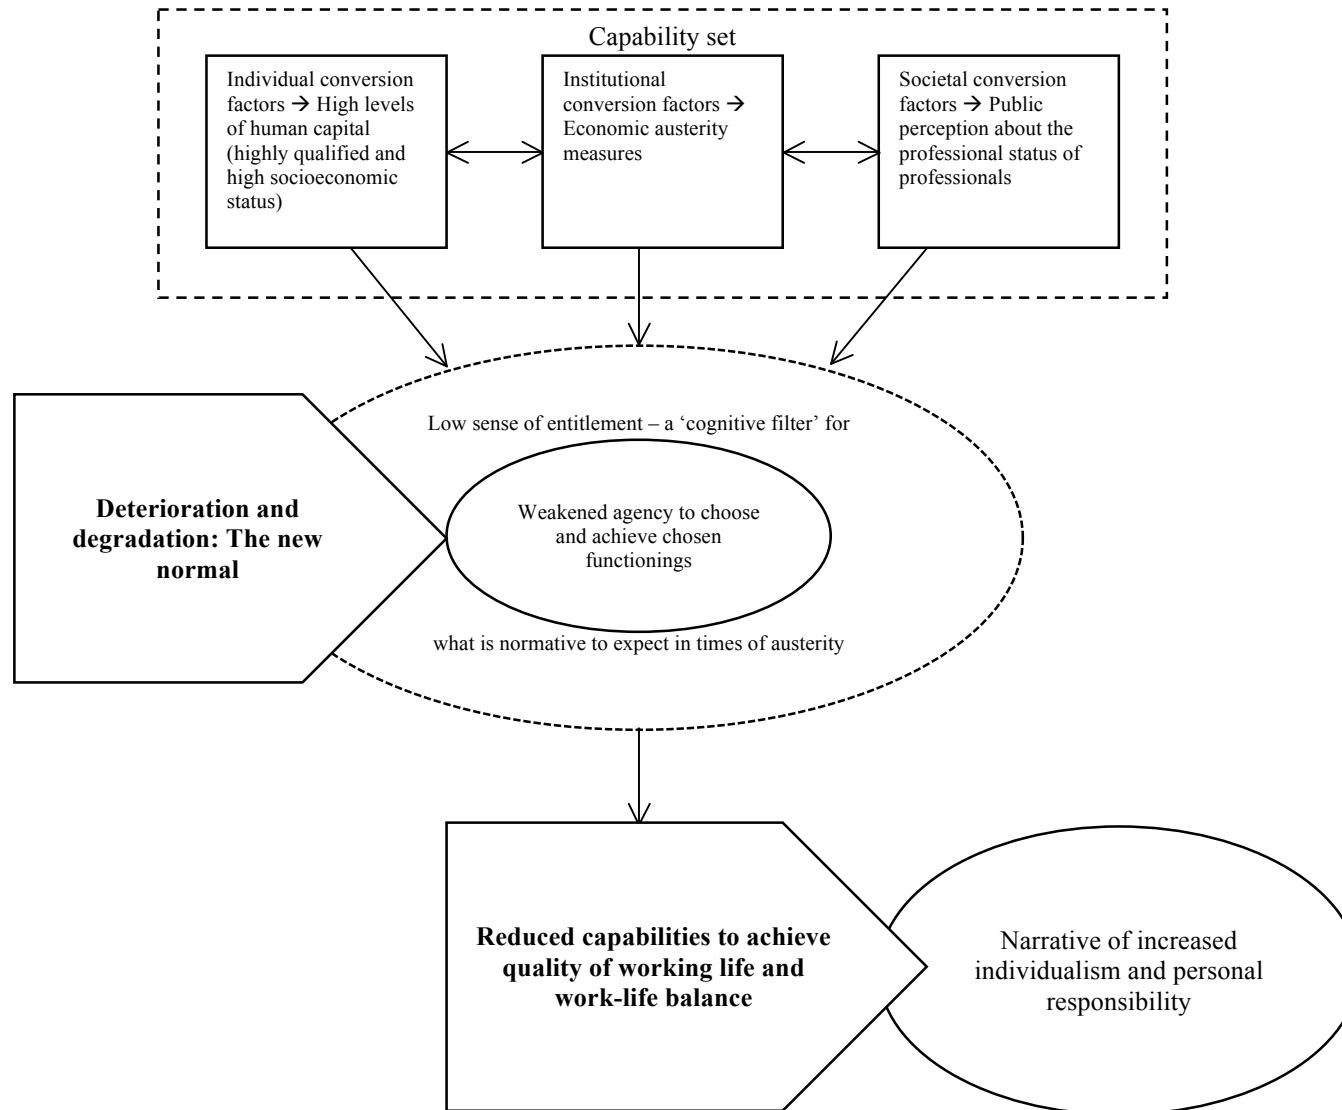 Capability set
Individual conversion
factors → High levels
of human capital
(highly qualified and
high socioeconomic
status)
Institutional
conversion factors →
Economic austerity
measures
Societal conversion
factors → Public
perception about the
professional status of
professionals
Low sense of entitlement – a ‘cognitive filter’ for
Deterioration and
degradation: The new
normal
Weakened agency to choose
and achieve chosen
functionings
what is normative to expect in times of austerity
Reduced capabilities to achieve
quality of working life and
work-life balance
Narrative of increased
individualism and personal
responsibility